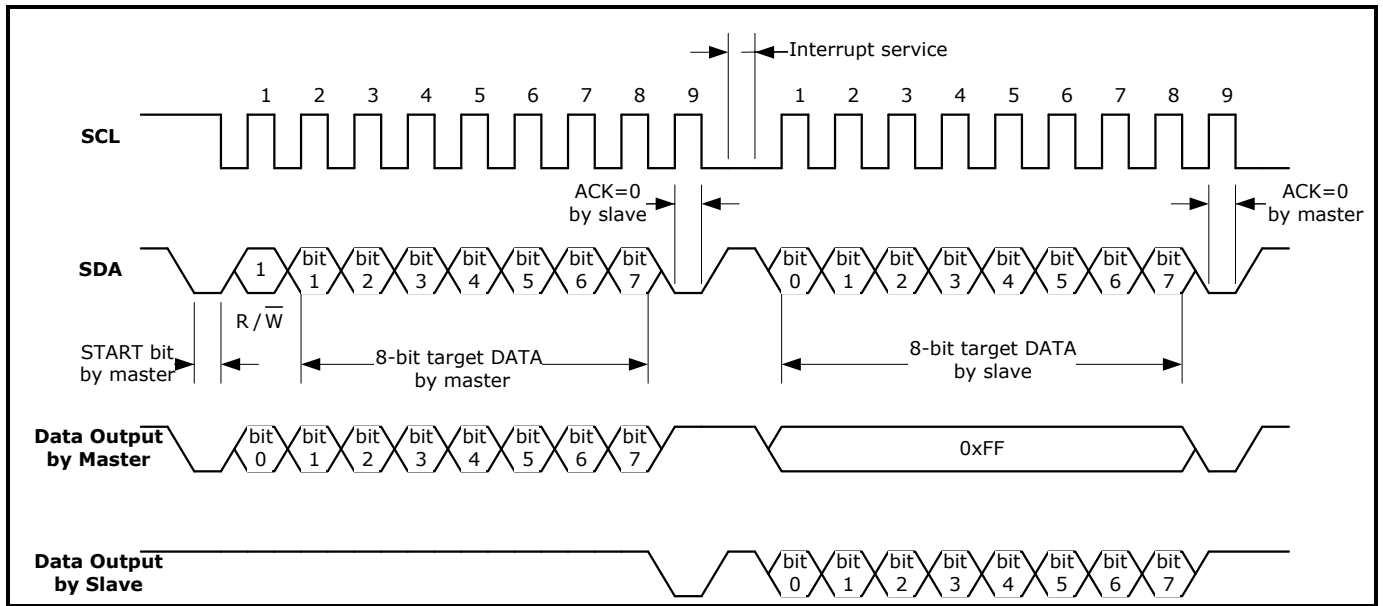 Interrupt service
1 2 3 4 5 6 7 8 9 1 2 3 4 5 6 7 8 9
SCL
ACK=0
by slave
ACK=0
by master
SDA
1 bit bit bit bit bit bit bit bit bit bit bit bit bit bit bit
1 2 3 4 5 6 7 0 1 2 3 4 5 6 7
R / W
START bit
by master
8-bit target DATA
by master
8-bit target DATA
by slave
Data Output
by Master
bit bit bit bit bit bit bit bit
0 1 2 3 4 5 6 7
0xFF
Data Output
by Slave
bit bit bit bit bit bit bit bit
0 1 2 3 4 5 6 7